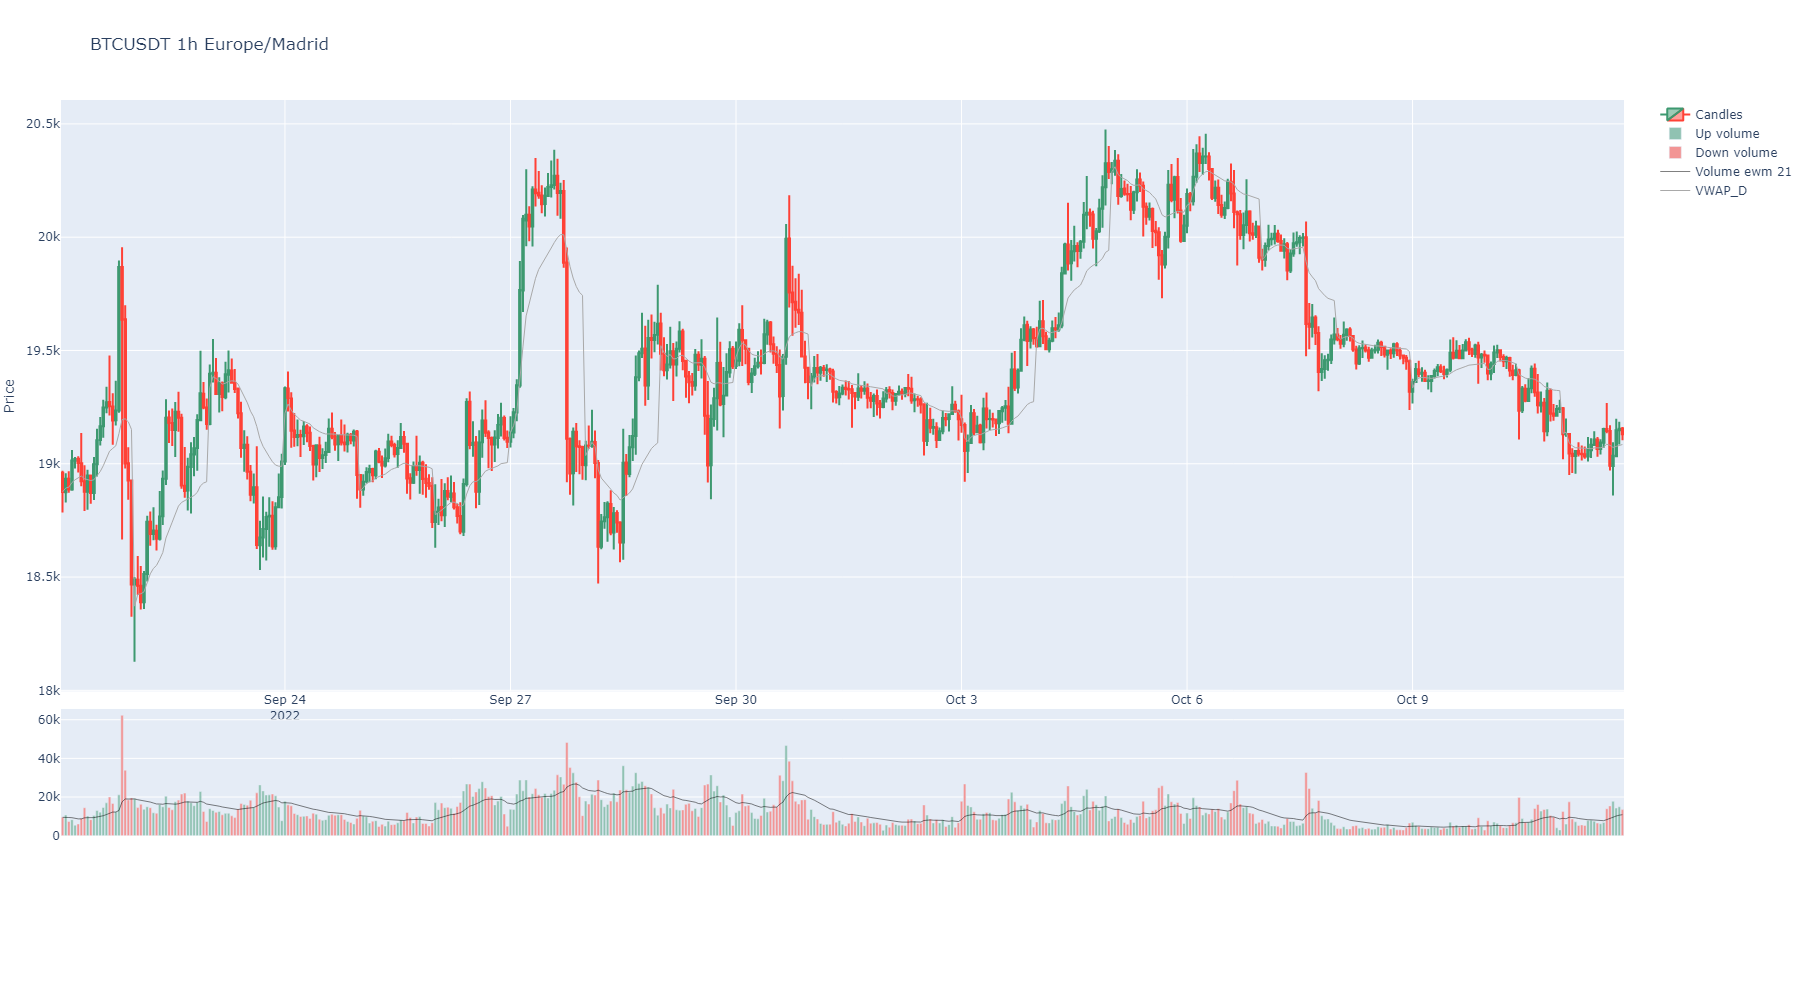 BTCUSDT 1h Europe/Madrid
Candles
Up volume
Down volume
Volume ewm 21
VWAP_D
Price
20.5k
20k
19.5k
19k
18.5k
18k
Sep 24
2022
Sep 27
Sep 30
Oct 3
Oct 6
Oct 9
60k
40k
20k
0